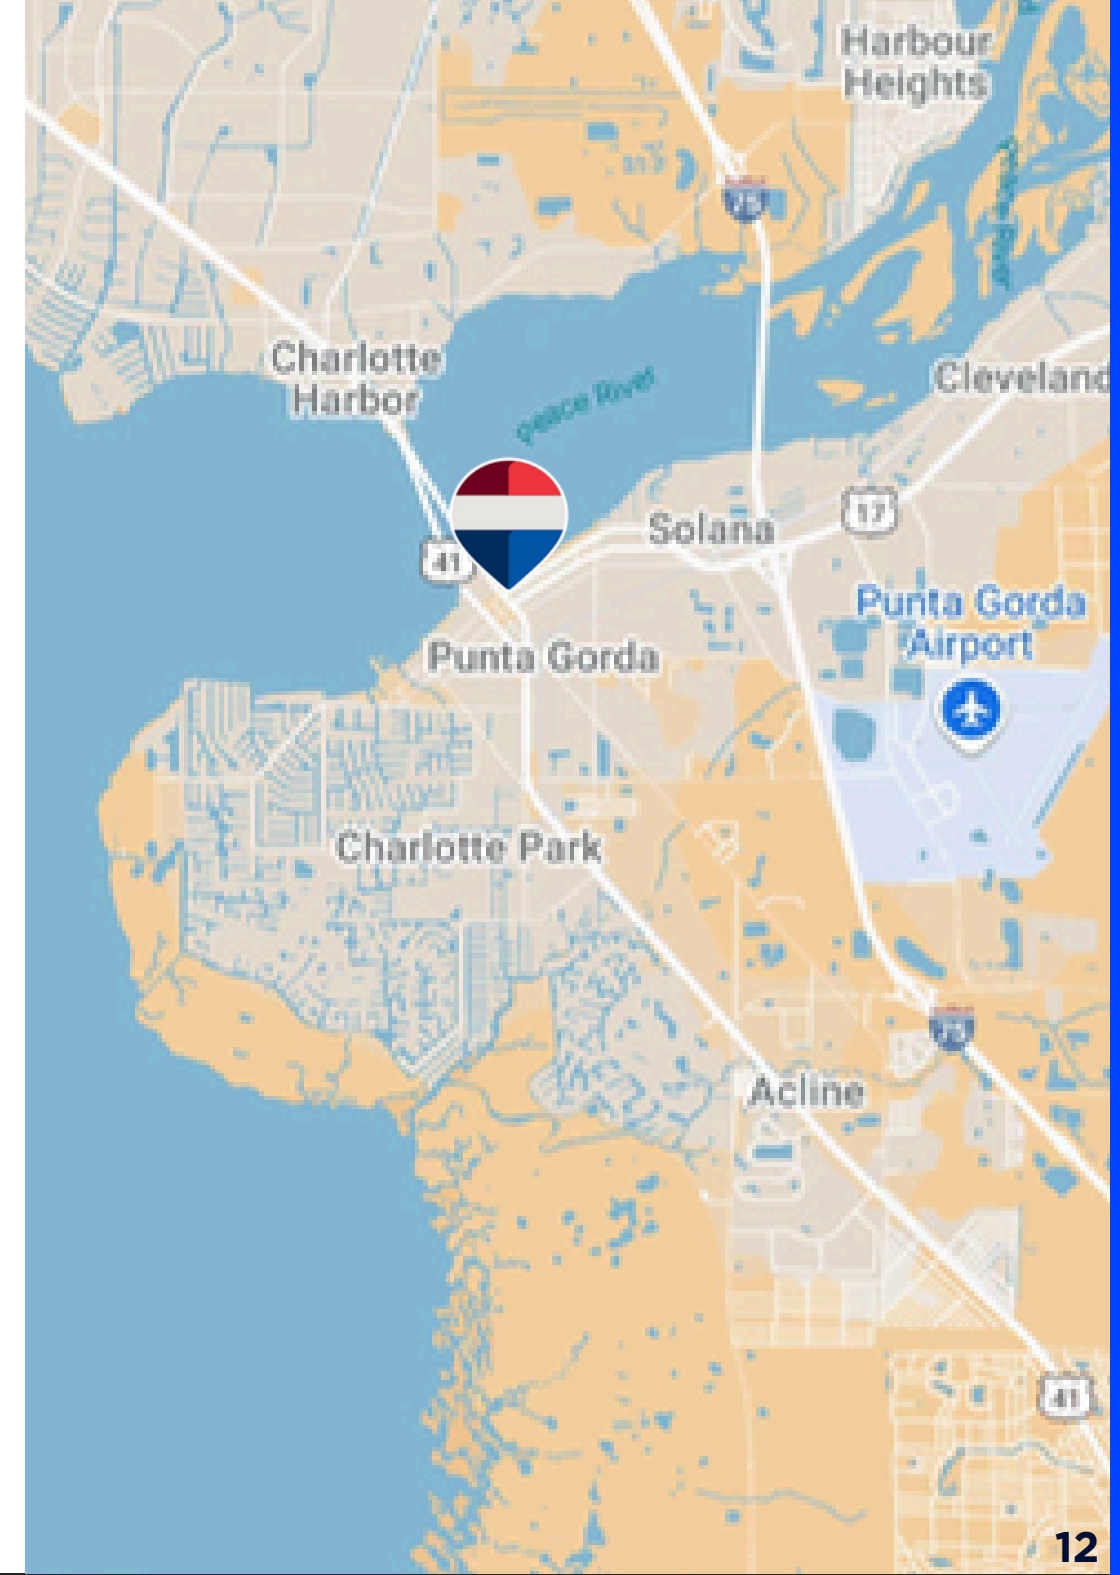 Harbour
Heights
75
Charlotte
Harbor
Peace River
Cleveland
17
Solana
41
Punta Gorda
Airport
Punta Gorda
Charlotte Park
75
Acline
41
12